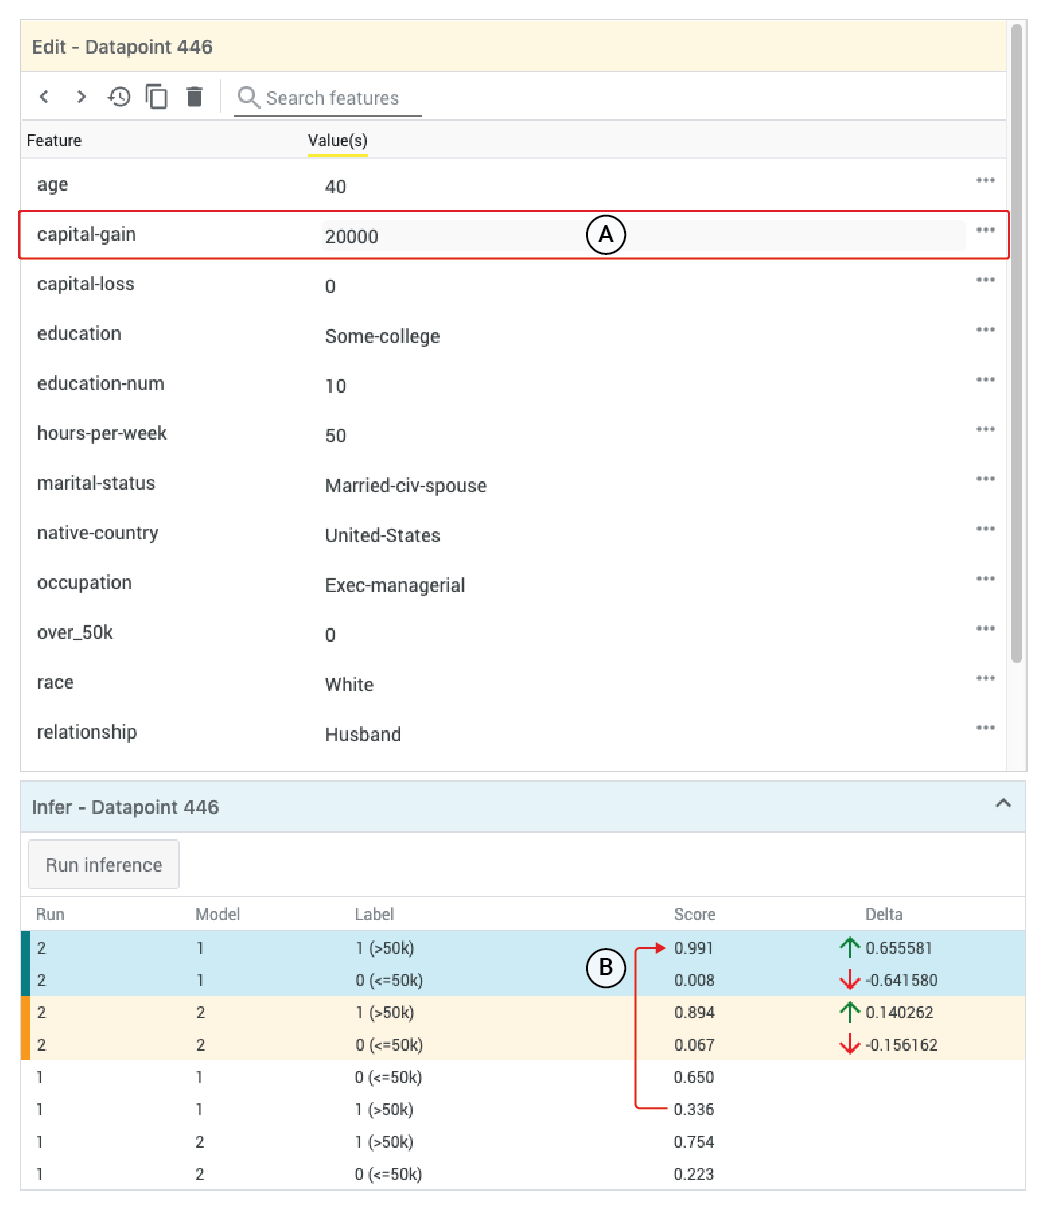 Edit - Datapoint 446
Search features
Feature Value(s)
age 40
capital-gain 20000 A
capital-loss 0
education Some-college
education-num 10
hours-per-week 50
marital-status Married-civ-spouse
native-country United-States
occupation Exec-managerial
over_50k 0
race White
relationship Husband
Infer - Datapoint 446
Run inference
Run Model Label Score Delta
2 1 1 (>50k) 0.991 0.655581
B
2 1 0 (<=50k) 0.008 -0.641580
2 2 1 (>50k) 0.894 0.140262
2 2 0 (<=50k) 0.067 -0.156162
1 1 0 (<=50k) 0.650
1 1 1 (>50k) 0.336
1 2 1 (>50k) 0.754
1 2 0 (<=50k) 0.223